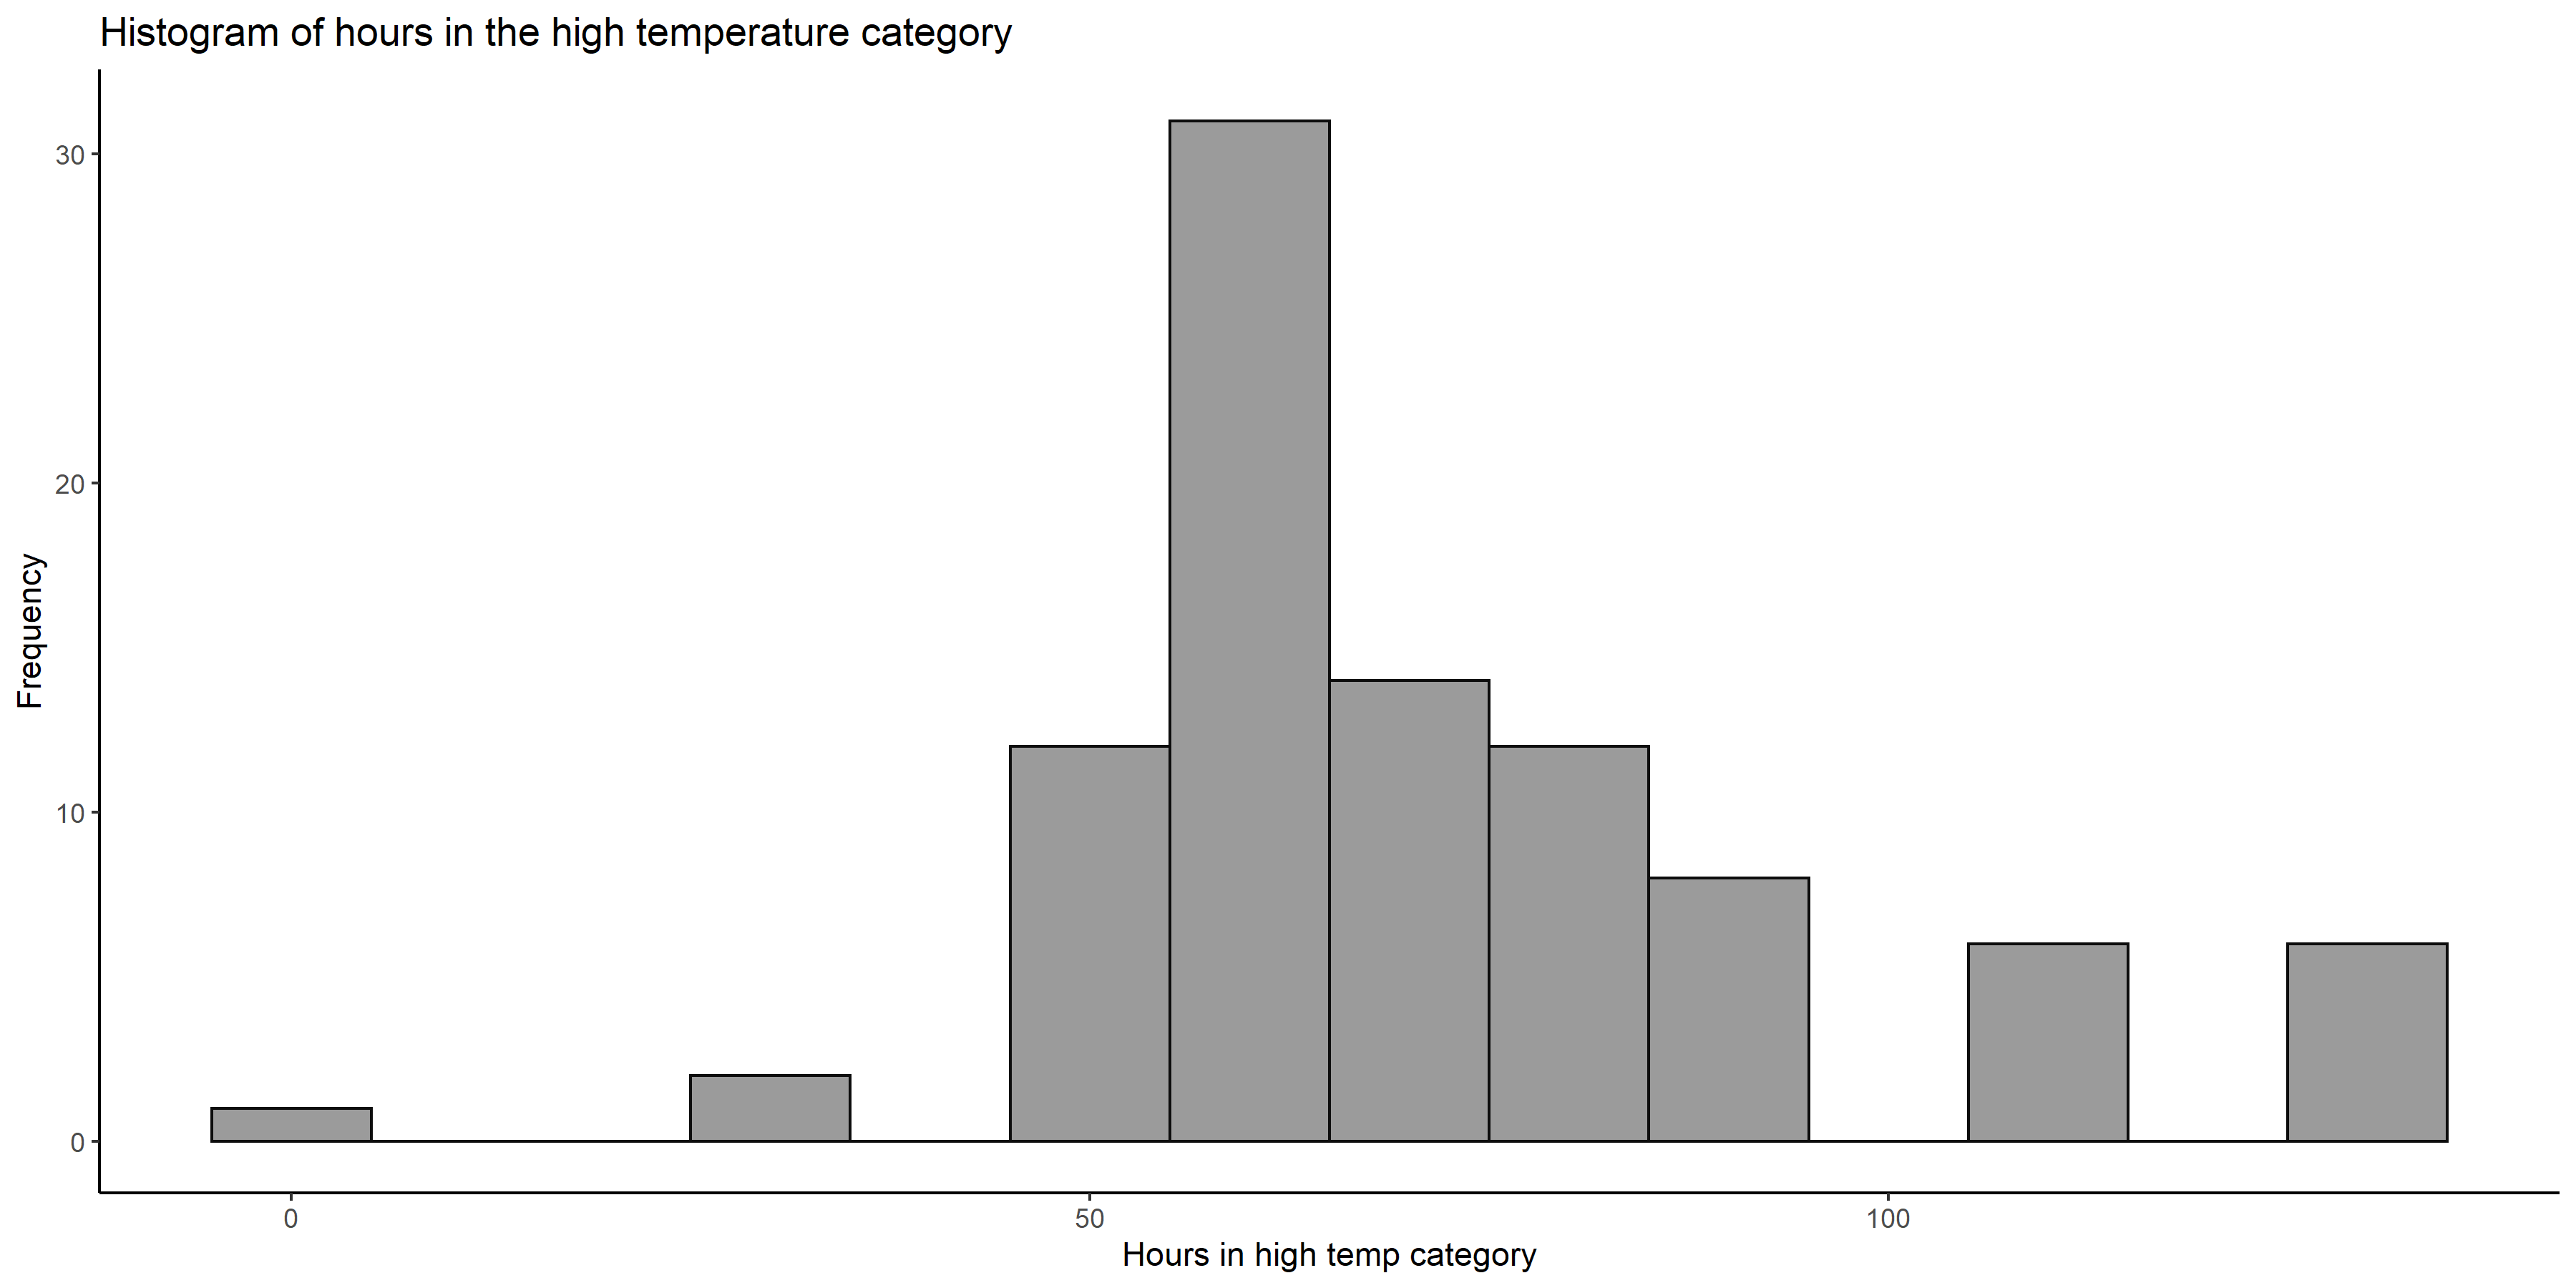 Histogram of hours in the high temperature category
Frequency
30
20
10
0
0
50
100
Hours in high temp category